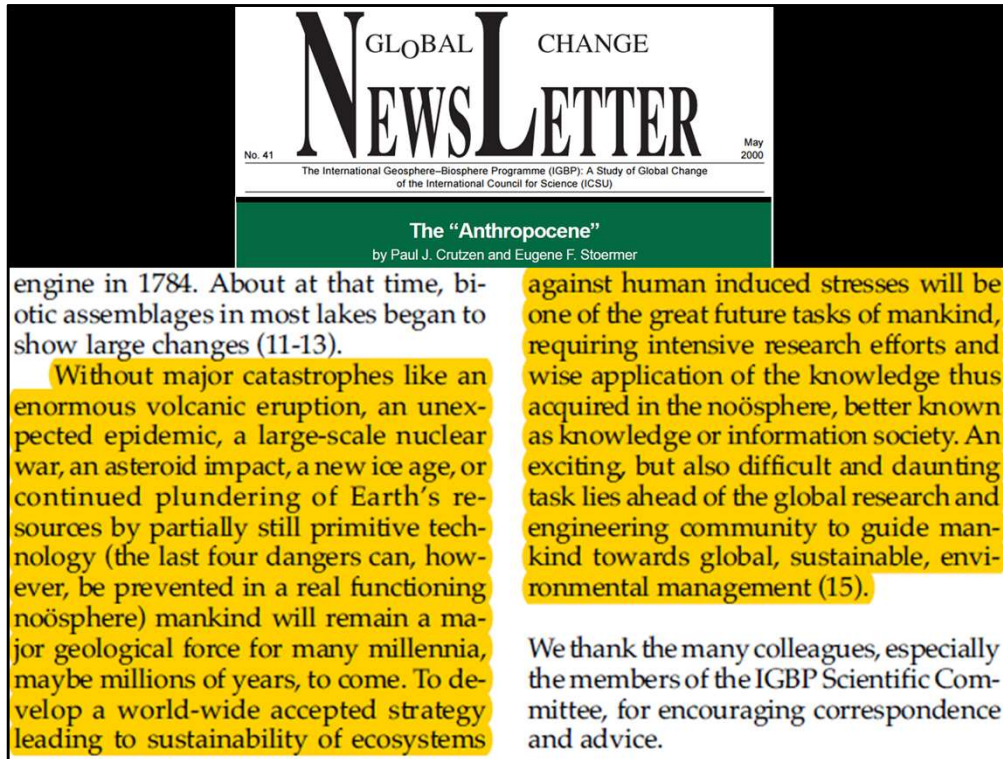 GLOBAL CHANGE
NEWSLETTER
No. 41
May
2000
The International Geosphere–Biosphere Programme (IGBP): A Study of Global Change
of the International Council for Science (ICSU)
The “Anthropocene”
by Paul J. Crutzen and Eugene F. Stoermer
engine in 1784. About at that time, bi-
otic assemblages in most lakes began to
show large changes (11-13).
Without major catastrophes like an
enormous volcanic eruption, an unex-
pected epidemic, a large-scale nuclear
war, an asteroid impact, a new ice age, or
continued plundering of Earth's re-
sources by partially still primitive tech-
nology (the last four dangers can, how-
ever, be prevented in a real functioning
noösphere) mankind will remain a ma-
jor geological force for many millennia,
maybe millions of years, to come. To de-
velop a world-wide accepted strategy
leading to sustainability of ecosystems
against human induced stresses will be
one of the great future tasks of mankind,
requiring intensive research efforts and
wise application of the knowledge thus
acquired in the noösphere, better known
as knowledge or information society. An
exciting, but also difficult and daunting
task lies ahead of the global research and
engineering community to guide man-
kind towards global, sustainable, envi-
ronmental management (15).
We thank the many colleagues, especially
the members of the IGBP Scientific Com-
mittee, for encouraging correspondence
and advice.